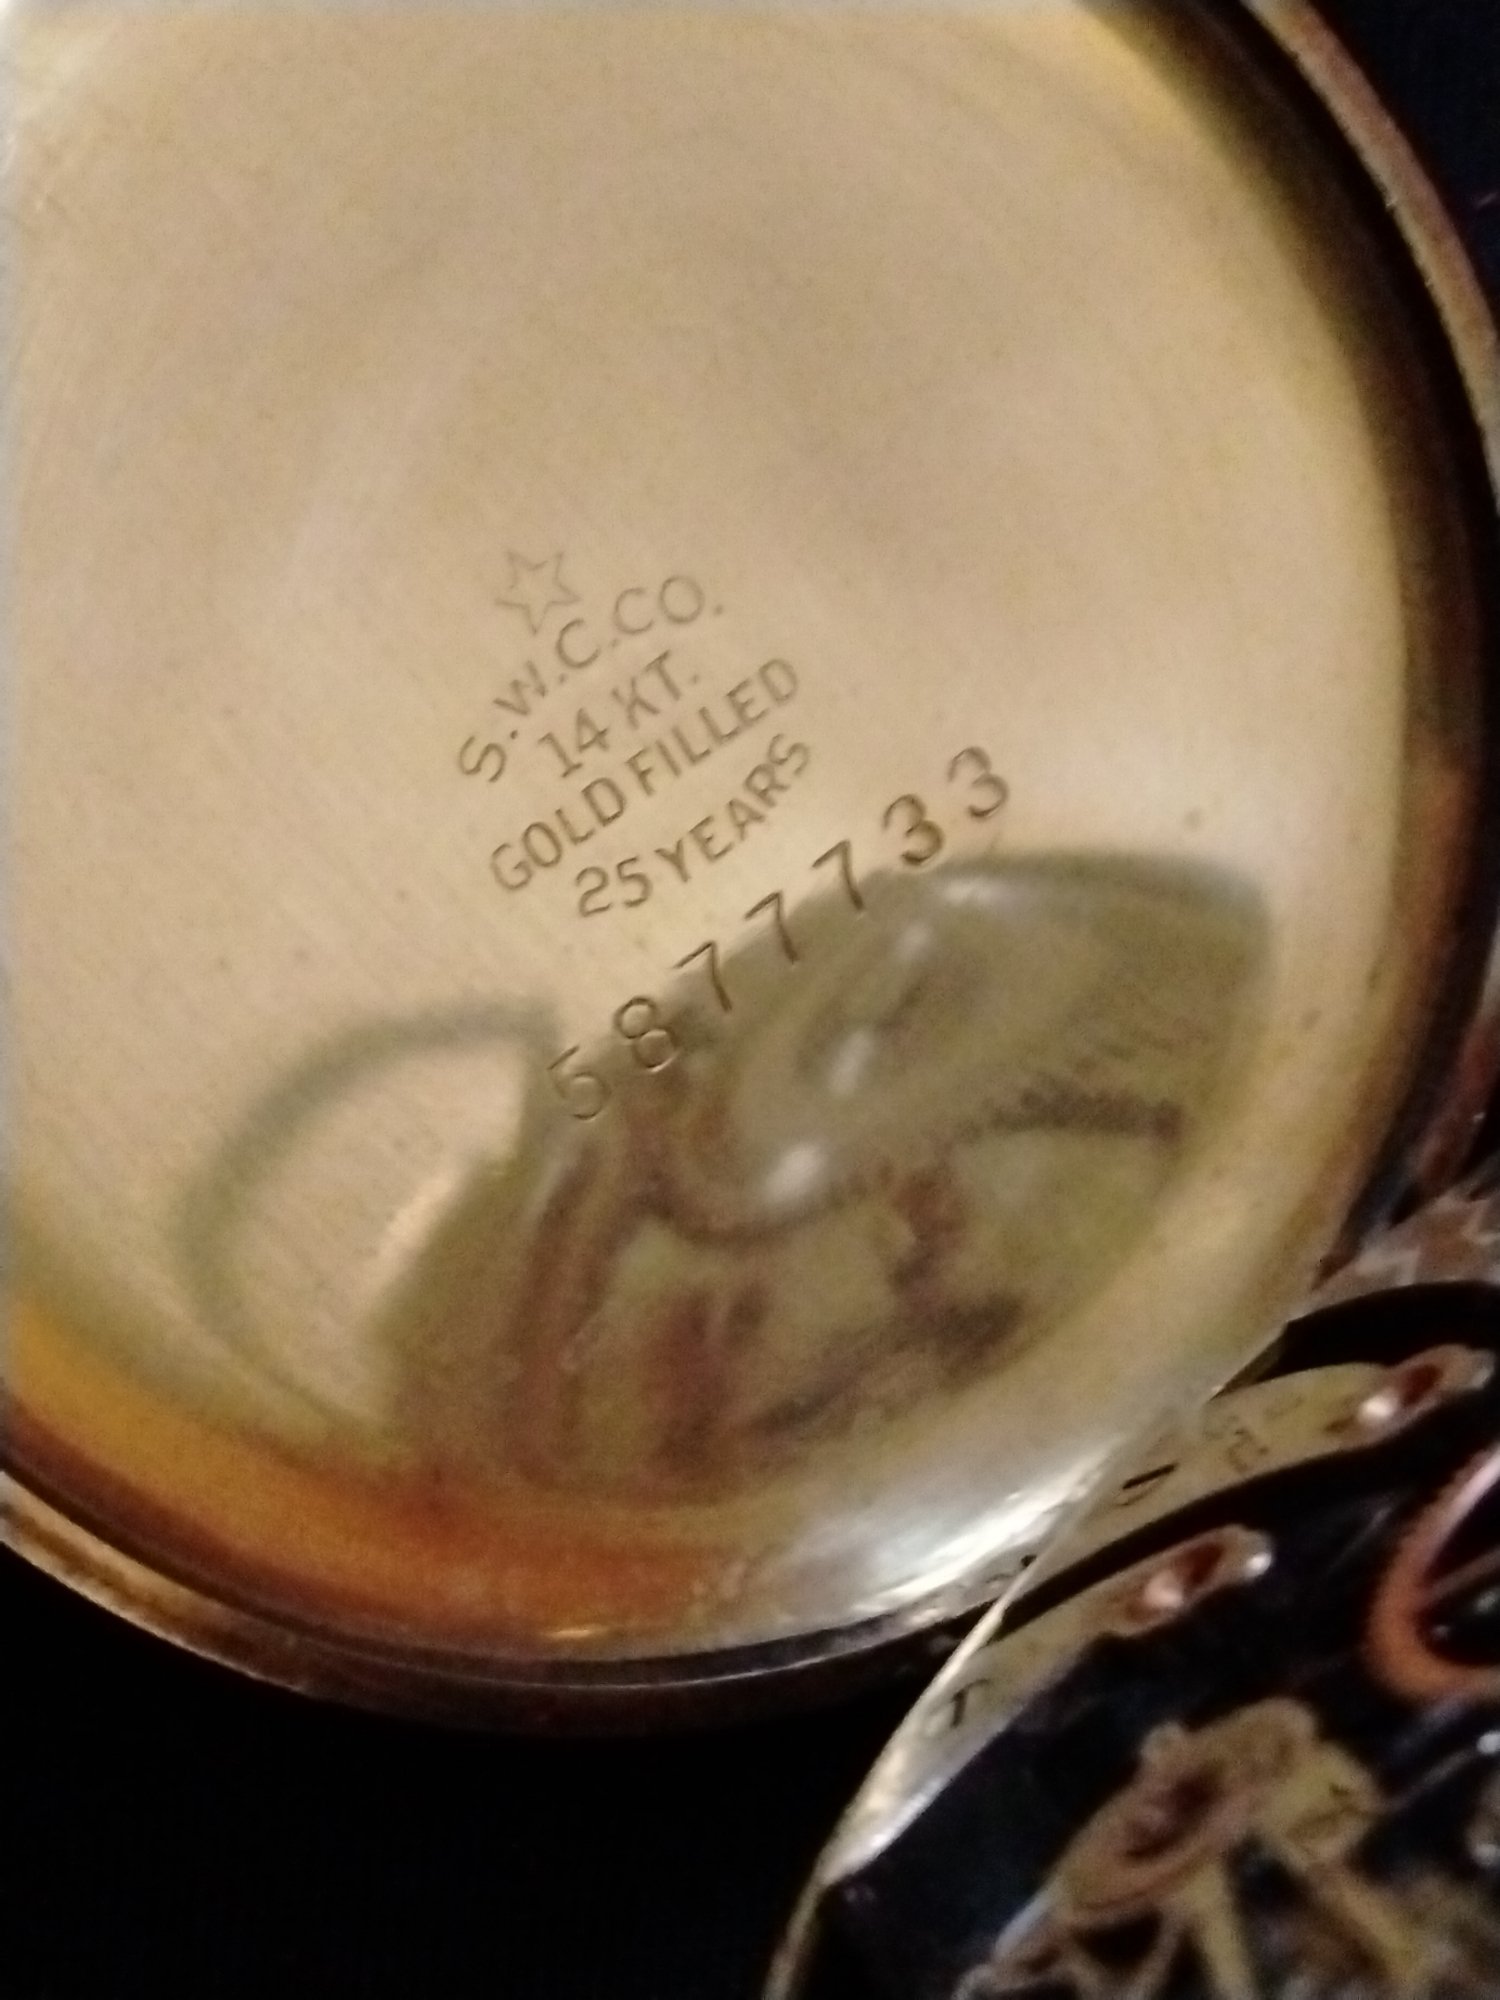 S.W.C.CO.
14 KT.
GOLD FILLED
25 YEARS
5877733